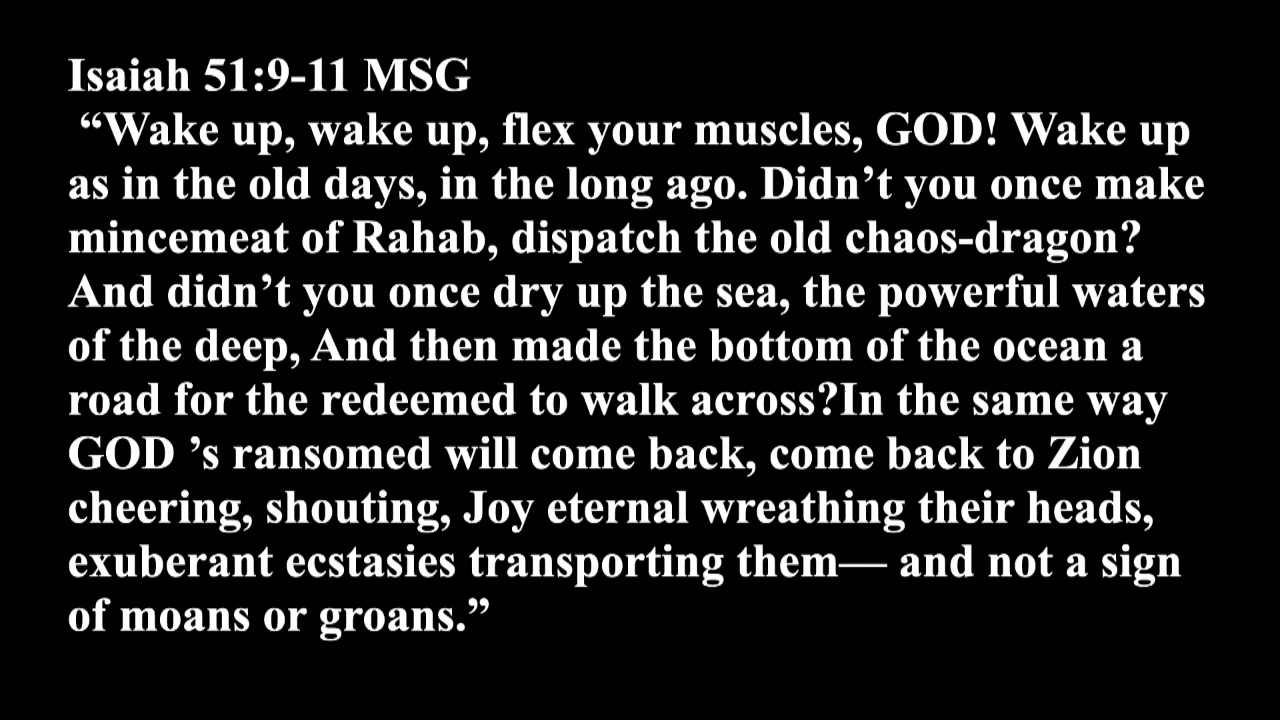 Isaiah 51:9-11 MSG
“Wake up, wake up, flex your muscles, GOD! Wake up
as in the old days, in the long ago. Didn’t you once make
mincemeat of Rahab, dispatch the old chaos-dragon?
And didn’t you once dry up the sea, the powerful waters
of the deep, And then made the bottom of the ocean a
road for the redeemed to walk across?In the same way
GOD ’s ransomed will come back, come back to Zion
cheering, shouting, Joy eternal wreathing their heads,
exuberant ecstasies transporting them— and not a sign
of moans or groans.”